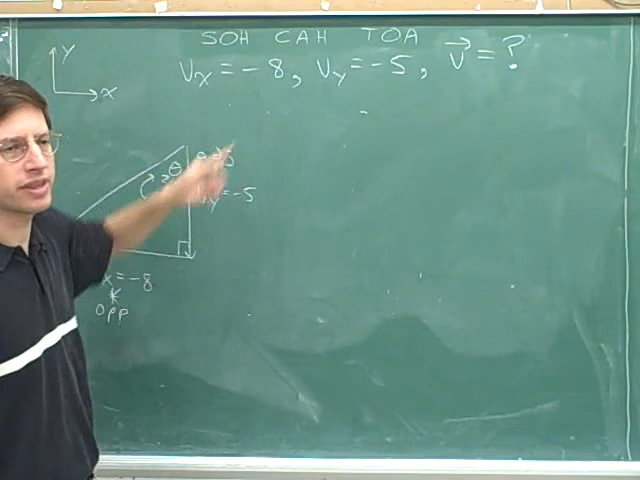 SOH CAH TOA
Y
X
Vx = -8, Vy = -5, V⃗ = ?
θ
Vy = -5
x = -8
opp